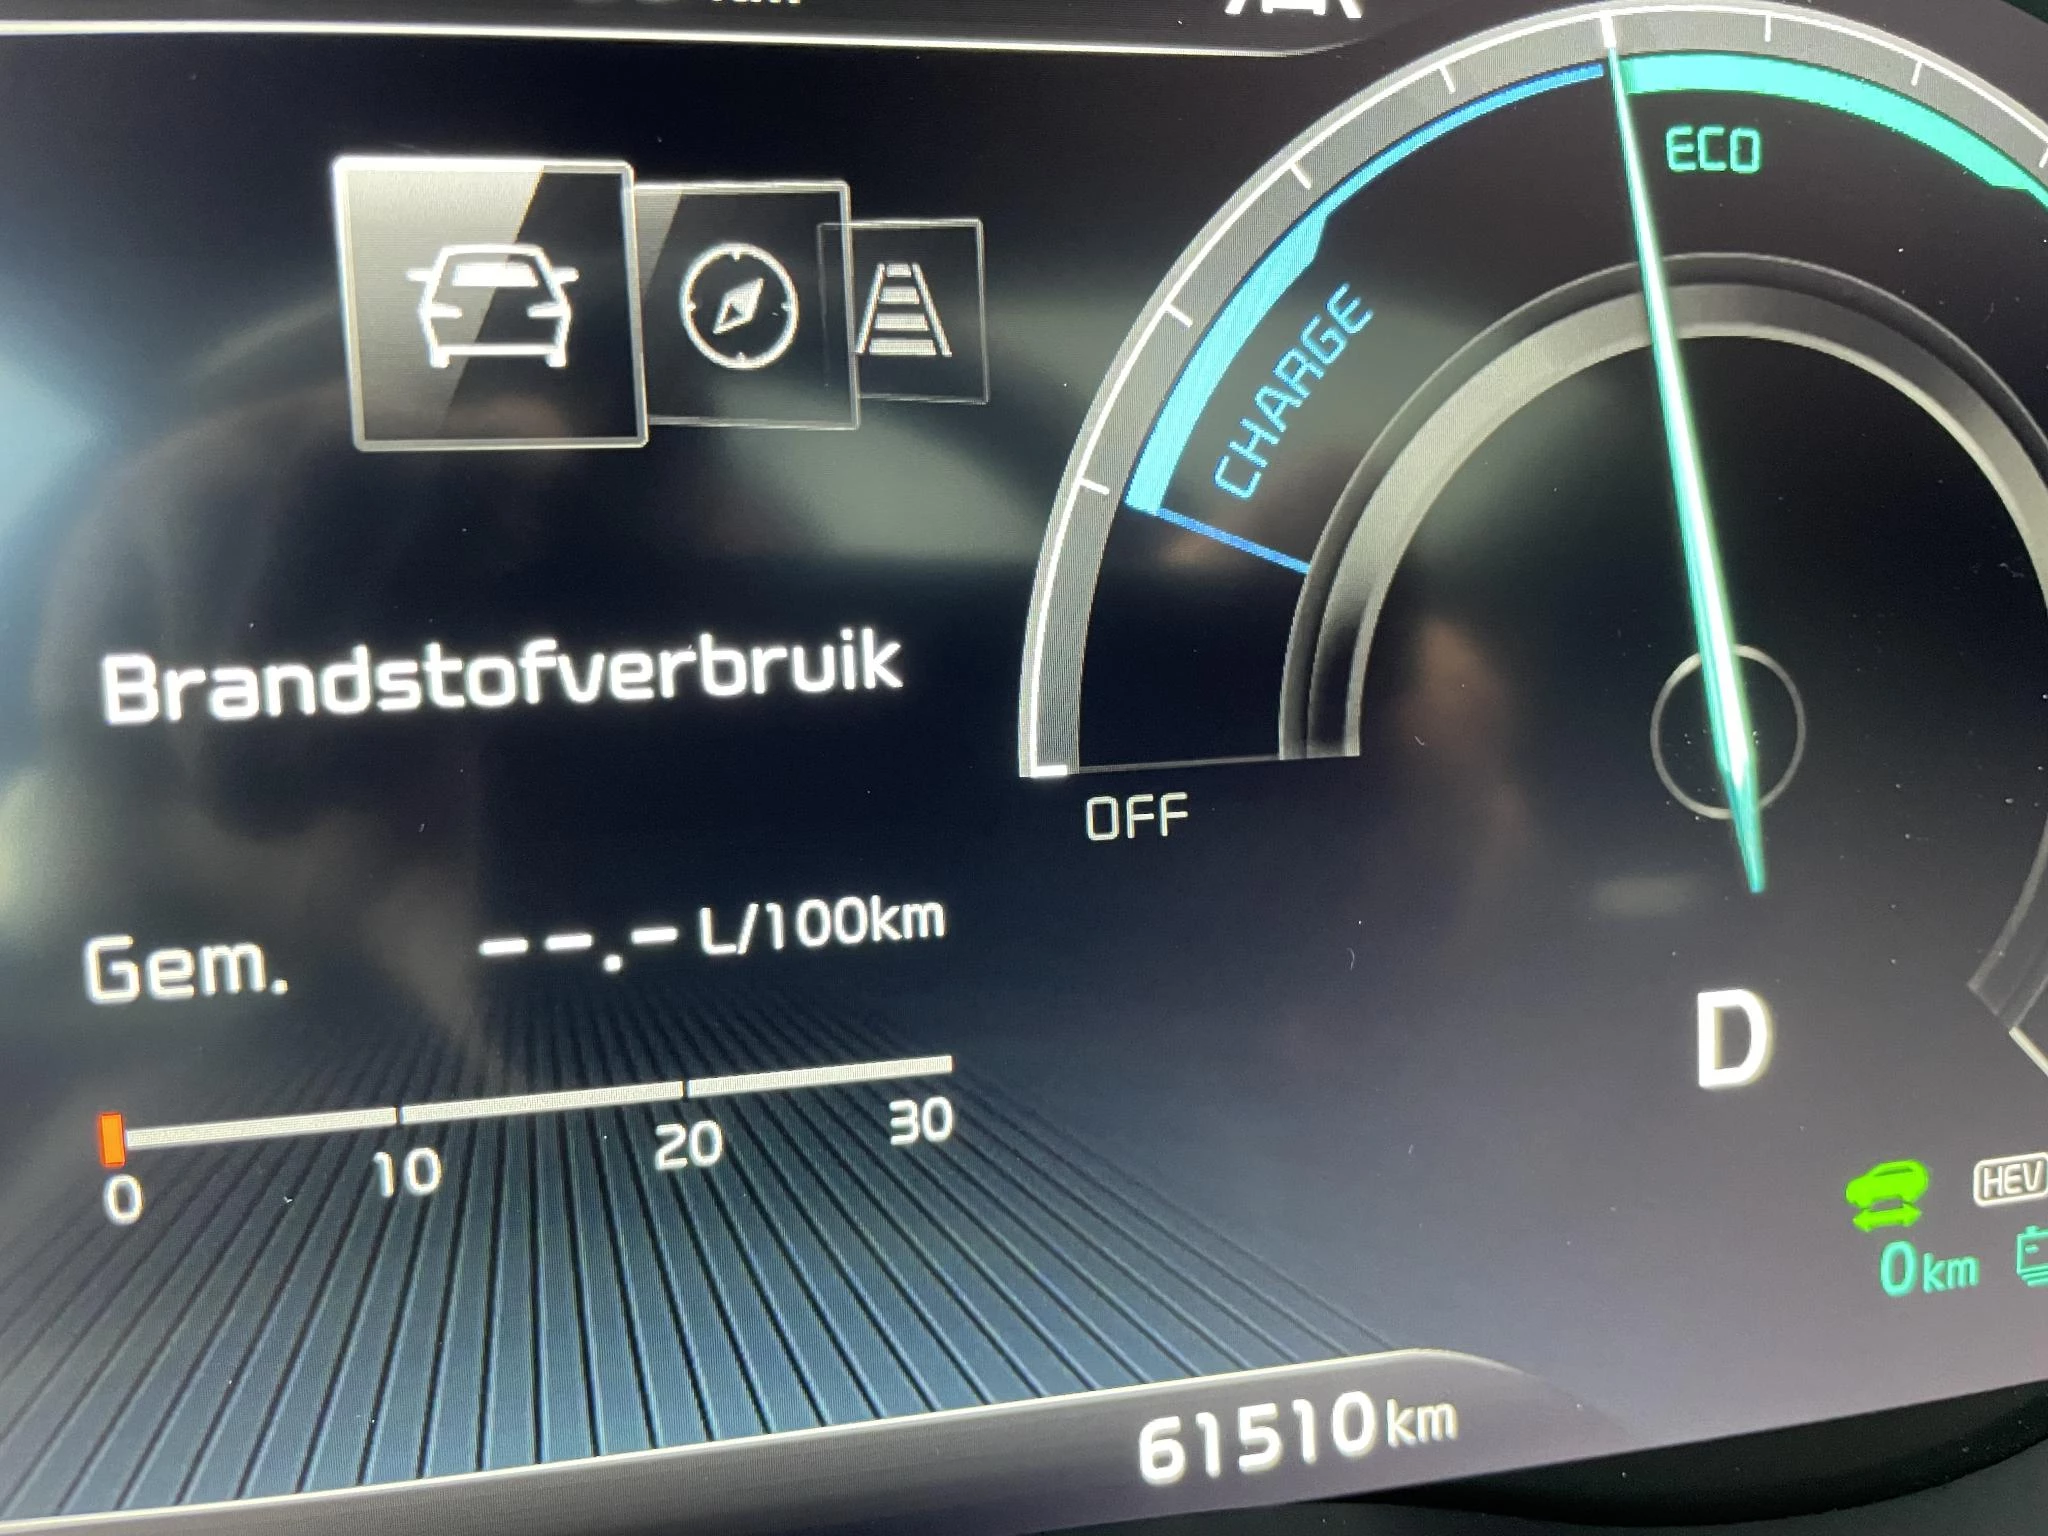 ECO
CHARGE
Brandstofverbruik
OFF
Gem. --.- L/100km
0 10 20 30
D
HEV
0km
61510km